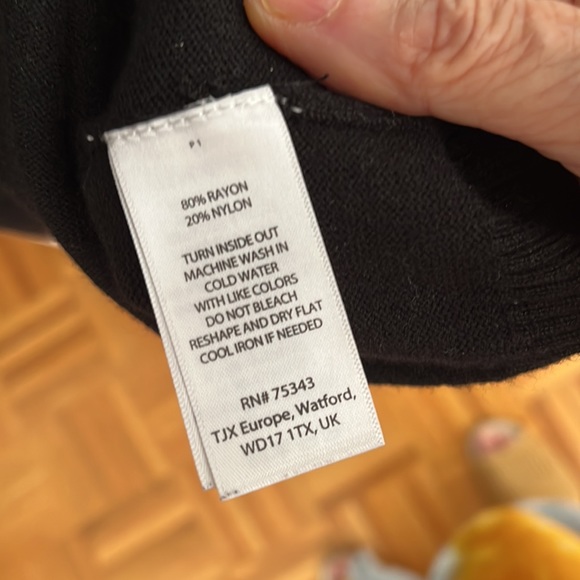 P1
80% RAYON
20% NYLON
TURN INSIDE OUT
MACHINE WASH IN
COLD WATER
WITH LIKE COLORS
DO NOT BLEACH
RESHAPE AND DRY FLAT
COOL IRON IF NEEDED
RN# 75343
TJX Europe, Watford,
WD17 1TX, UK